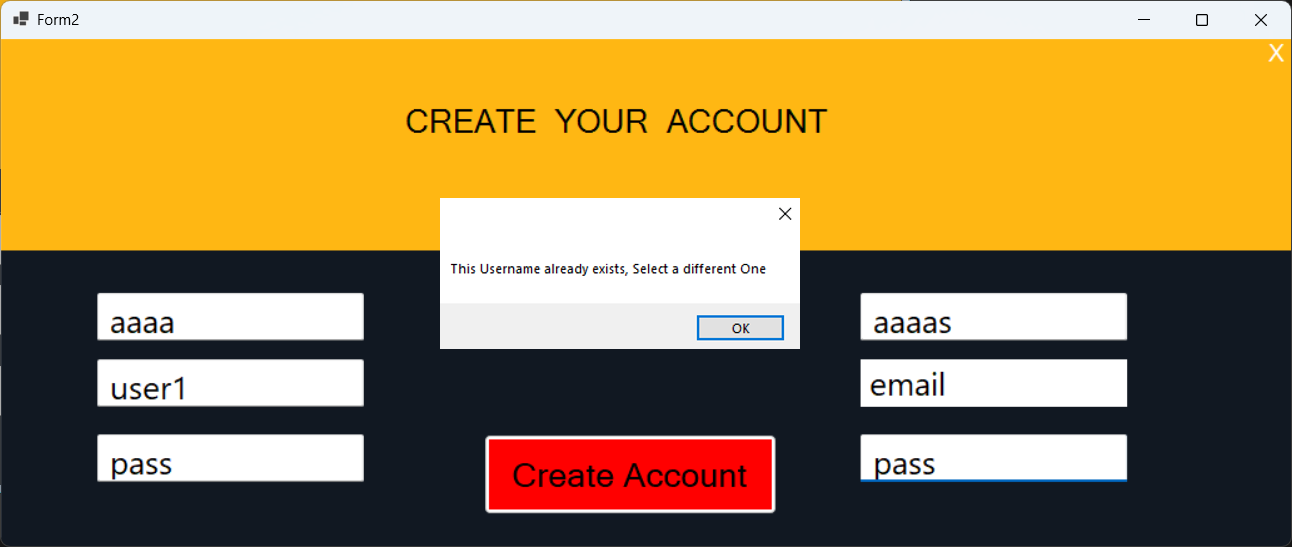 Form2
X
CREATE YOUR ACCOUNT
This Username already exists, Select a different One
OK
aaaa
aaaas
user1
email
pass
pass
Create Account